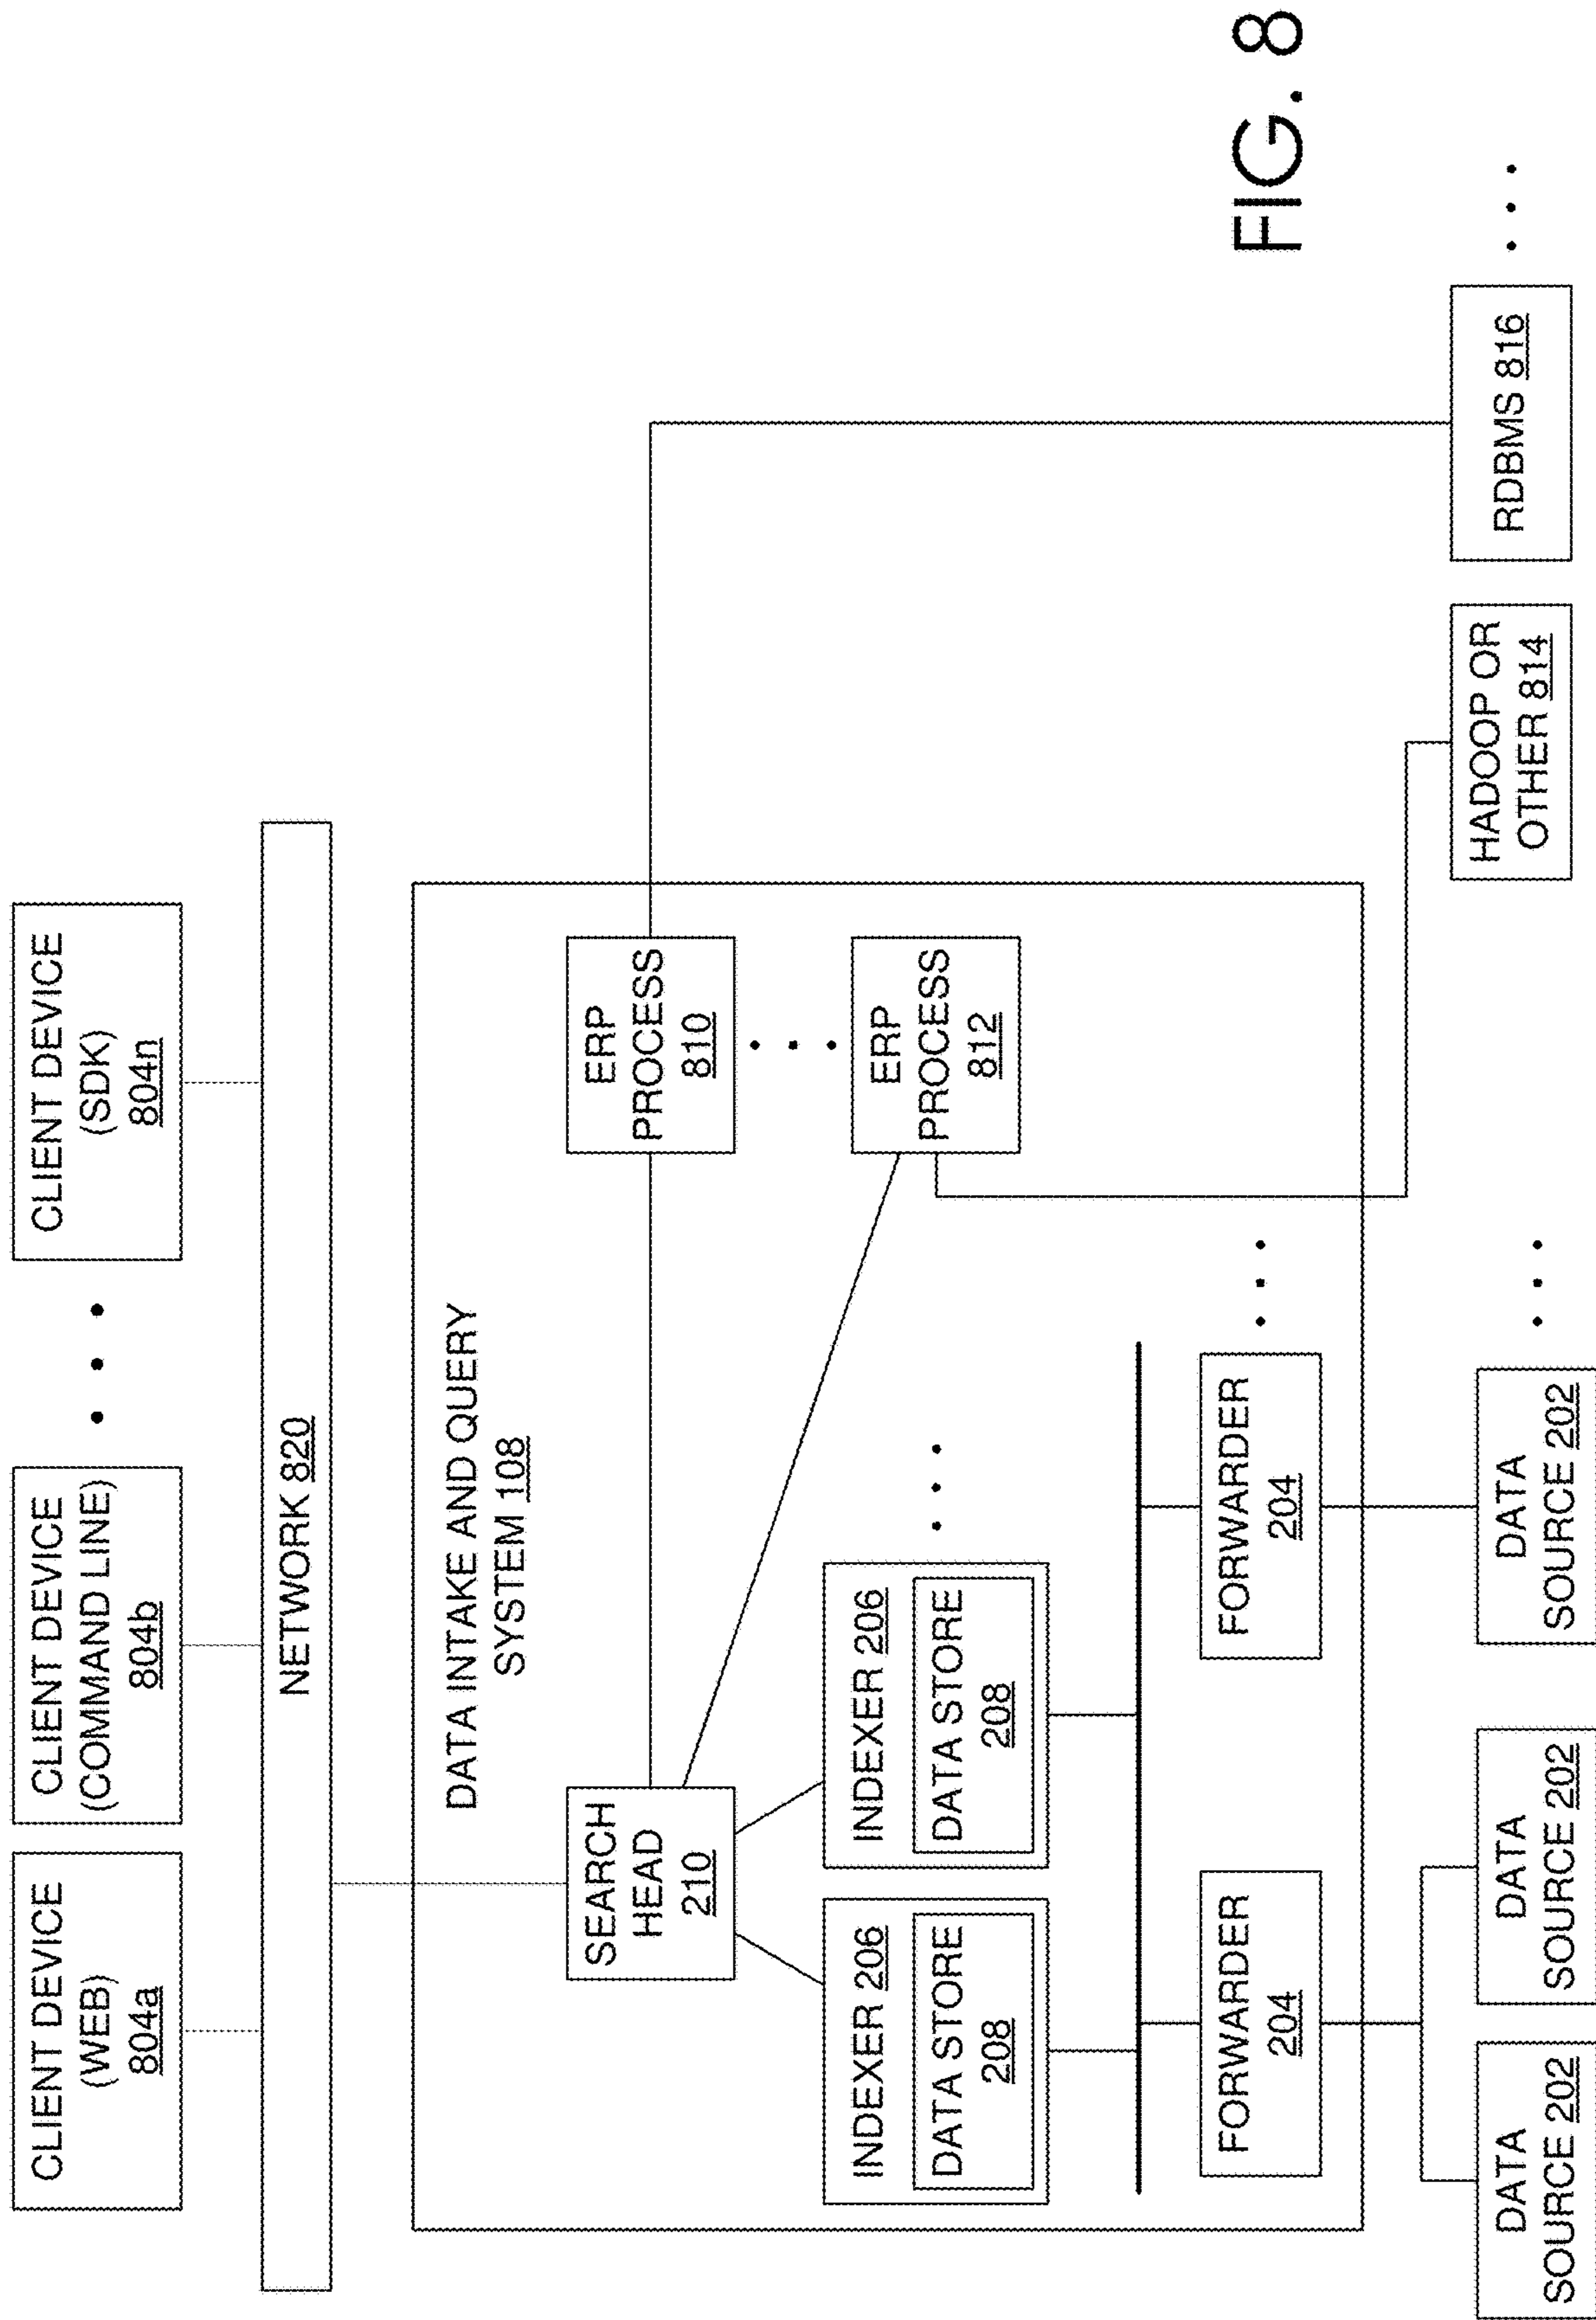 CLIENT DEVICE
(WEB)
804a
CLIENT DEVICE
(COMMAND LINE)
804b
CLIENT DEVICE
(SDK)
804n
NETWORK 820
DATA INTAKE AND QUERY
SYSTEM 108
SEARCH
HEAD
210
ERP
PROCESS
810
INDEXER 206
DATA STORE
208
INDEXER 206
DATA STORE
208
ERP
PROCESS
812
FORWARDER
204
FORWARDER
204
DATA
SOURCE 202
DATA
SOURCE 202
DATA
SOURCE 202
HADOOP OR
OTHER 814
RDBMS 816
FIG. 8